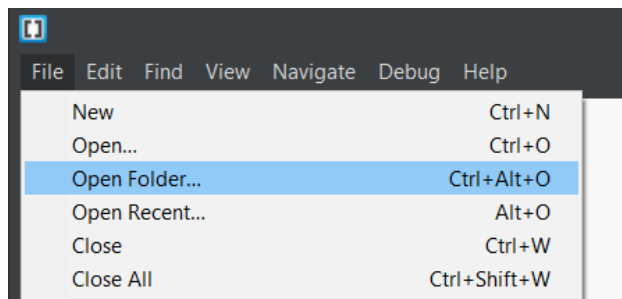 File Edit Find View Navigate Debug Help
New Ctrl+N
Open... Ctrl+O
Open Folder... Ctrl+Alt+O
Open Recent... Alt+O
Close Ctrl+W
Close All Ctrl+Shift+W